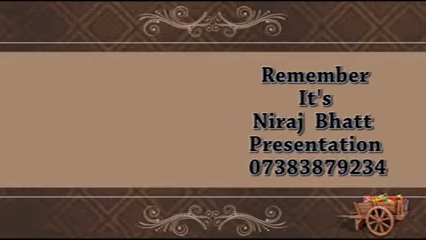 Remember
It's
Niraj Bhatt
Presentation
07383879234